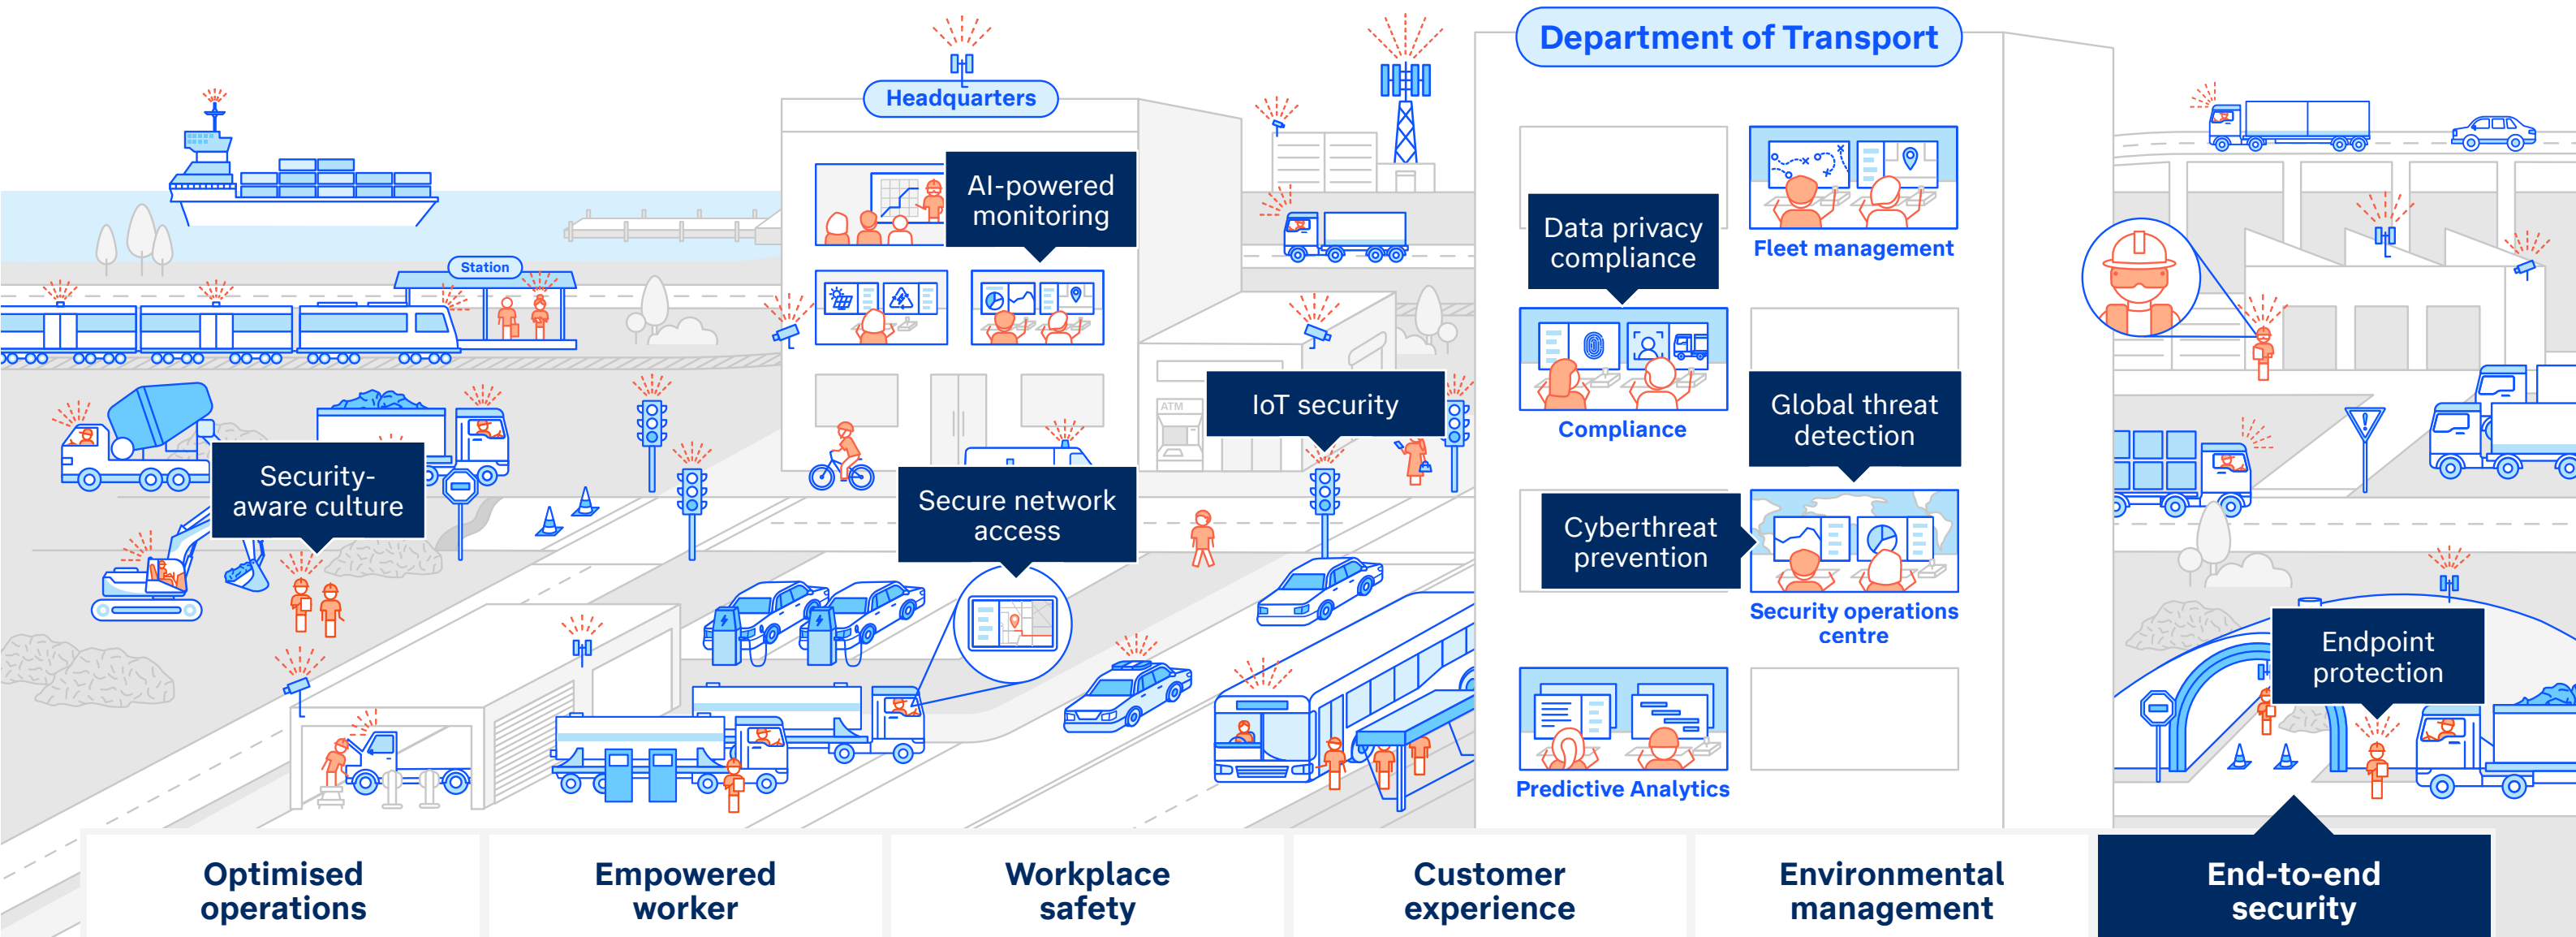 Department of Transport
Headquarters
AI-powered
monitoring
Data privacy
compliance
Fleet management
Station
IoT security
ATM
Compliance
Global threat
detection
Security-
aware culture
Secure network
access
Cyberthreat
prevention
Security operations
centre
Endpoint
protection
Predictive Analytics
Optimised
operations
Empowered
worker
Workplace
safety
Customer
experience
Environmental
management
End-to-end
security